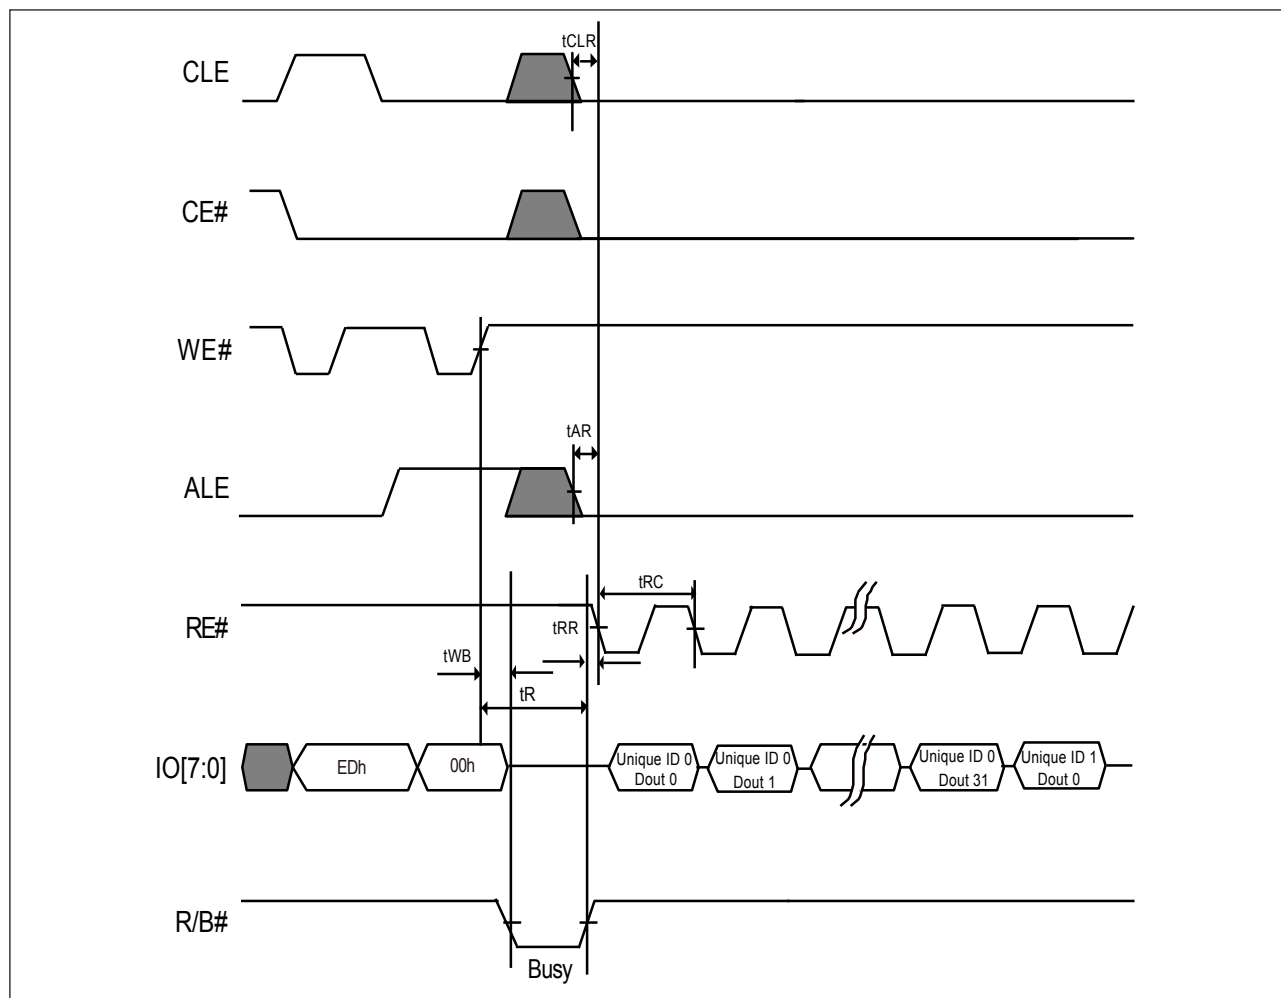 tCLR
CLE
CE#
WE#
tAR
ALE
tRC
RE#
tRR
tWB
tR
IO[7:0]
EDh
00h
Unique ID 0
Dout 0
Unique ID 0
Dout 1
Unique ID 0
Dout 31
Unique ID 1
Dout 0
R/B#
Busy